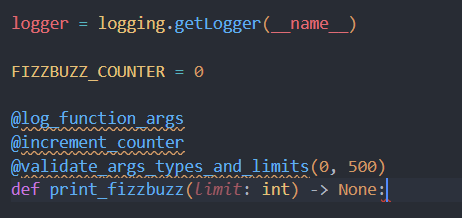 logger = logging.getLogger(__name__)
FIZZBUZZ_COUNTER = 0
@log_function_args
@increment_counter
@validate_args_types_and_limits(0, 500)
def print_fizzbuzz(limit: int) -> None: